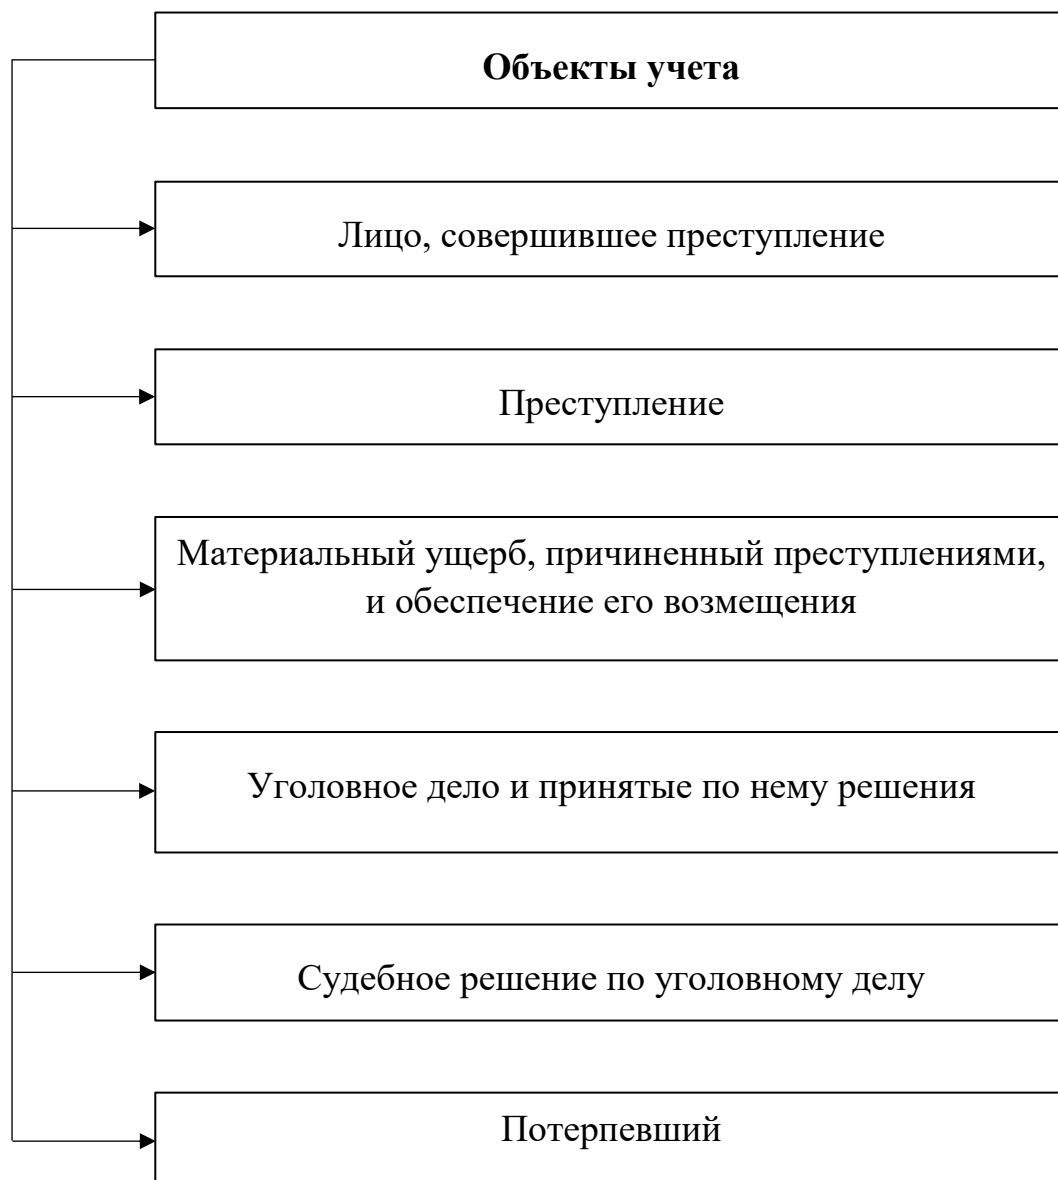 Объекты учета
Лицо, совершившее преступление
Преступление
Материальный ущерб, причиненный преступлениями,
и обеспечение его возмещения
Уголовное дело и принятые по нему решения
Судебное решение по уголовному делу
Потерпевший